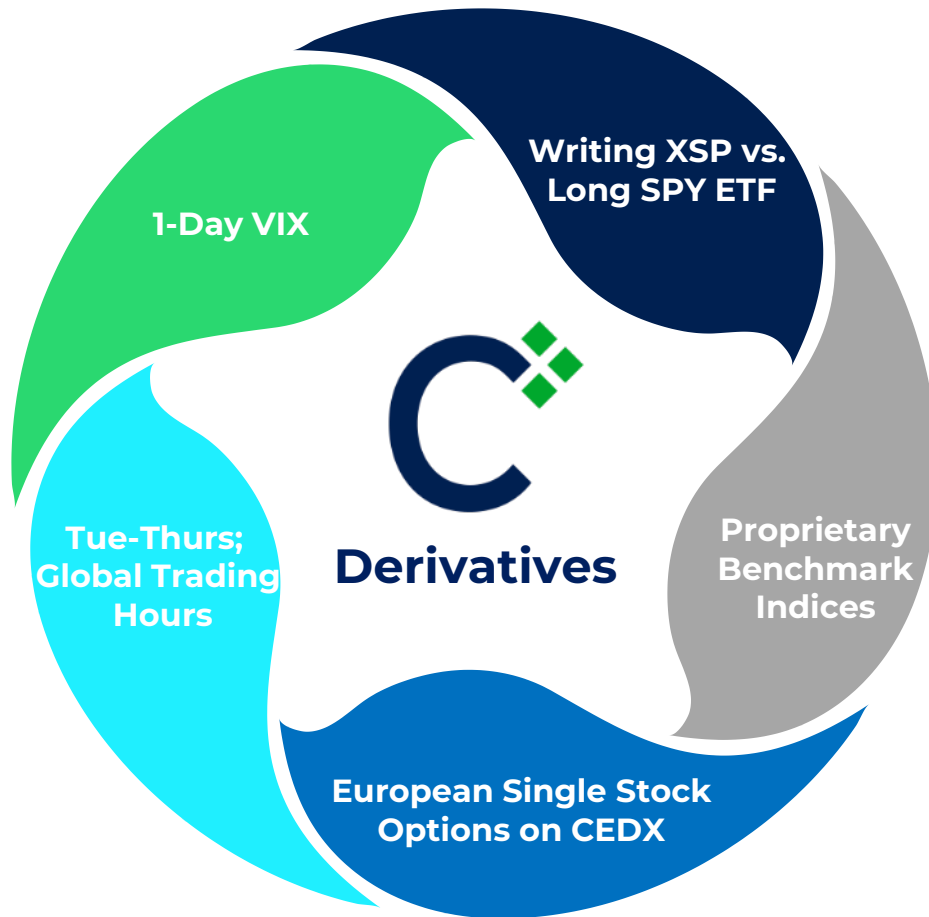 Writing XSP vs.
Long SPY ETF
1-Day VIX
Proprietary
Benchmark
Indices
Tue-Thurs;
Global Trading
Hours
C
Derivatives
European Single Stock
Options on CEDX